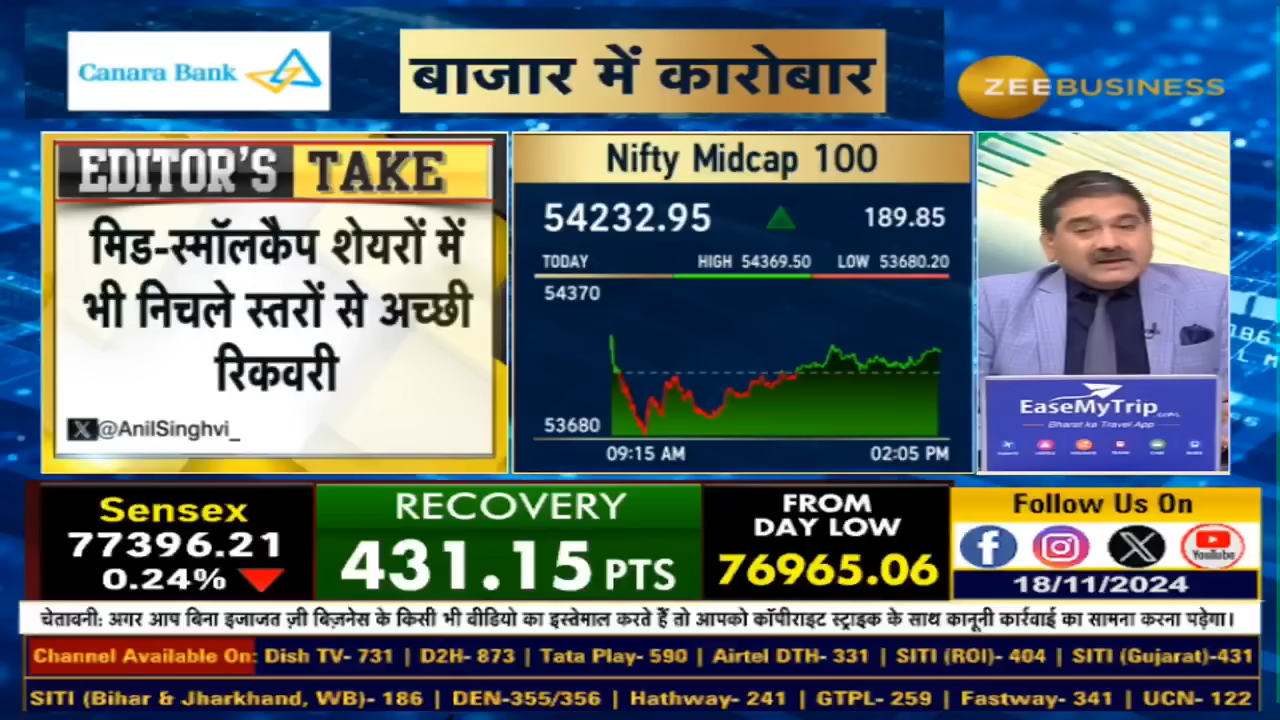 Canara Bank
बाजार में कारोबार
ZEEBUSINESS
EDITOR'S TAKE
मिड-स्मॉलकैप शेयरों में
भी निचले स्तरों से अच्छी
रिकवरी
X@AnilSinghvi_
Nifty Midcap 100
54232.95 ▲ 189.85
TODAY HIGH 54369.50 LOW 53680.20
54370
53680
09:15 AM 02:05 PM
EaseMyTrip.com
Bharat ka Travel App
Sensex
77396.21
0.24% ▼
RECOVERY
431.15 PTS
FROM
DAY LOW
76965.06
Follow Us On
YouTube
18/11/2024
चेतावनी: अगर आप बिना इजाजत ज़ी बिज़नेस के किसी भी वीडियो का इस्तेमाल करते हैं तो आपको कॉपीराइट स्ट्राइक के साथ कानूनी कार्रवाई का सामना करना पड़ेगा।
Channel Available On: Dish TV- 731 | D2H- 873 | Tata Play- 590 | Airtel DTH- 331 | SITI (ROI)- 404 | SITI (Gujarat)-431
SITI (Bihar & Jharkhand, WB)- 186 | DEN-355/356 | Hathway- 241 | GTPL- 259 | Fastway- 341 | UCN- 122